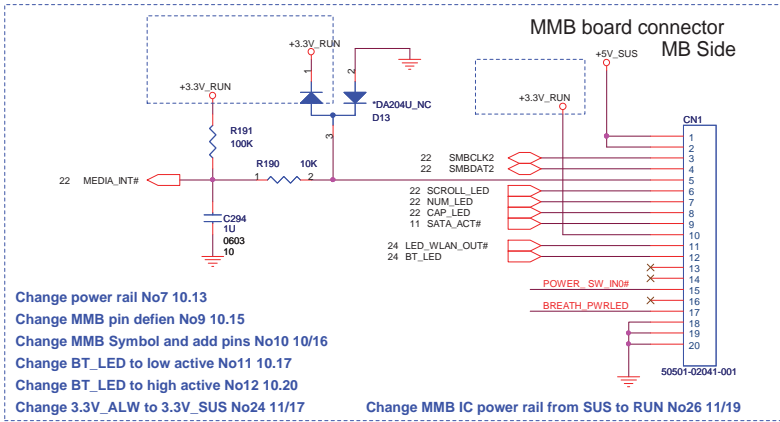 MMB board connector
MB Side
+3.3V_RUN
+5V_SUS
+3.3V_RUN
+3.3V_RUN
1
2
*DA204U_NC
D13
3
CN1
R191
100K
R190 10K
1 2
22 MEDIA_INT#
C294
1U
0603
10
22 SMBCLK2
22 SMBDAT2
22 SCROLL_LED
22 NUM_LED
22 CAP_LED
11 SATA_ACT#
24 LED_WLAN_OUT#
24 BT_LED
POWER_ SW_IN0#
BREATH_PWRLED
1
2
3
4
5
6
7
8
9
10
11
12
13
14
15
16
17
18
19
20
50501-02041-001
Change power rail No7 10.13
Change MMB pin defien No9 10.15
Change MMB Symbol and add pins No10 10/16
Change BT_LED to low active No11 10.17
Change BT_LED to high active No12 10.20
Change 3.3V_ALW to 3.3V_SUS No24 11/17
Change MMB IC power rail from SUS to RUN No26 11/19